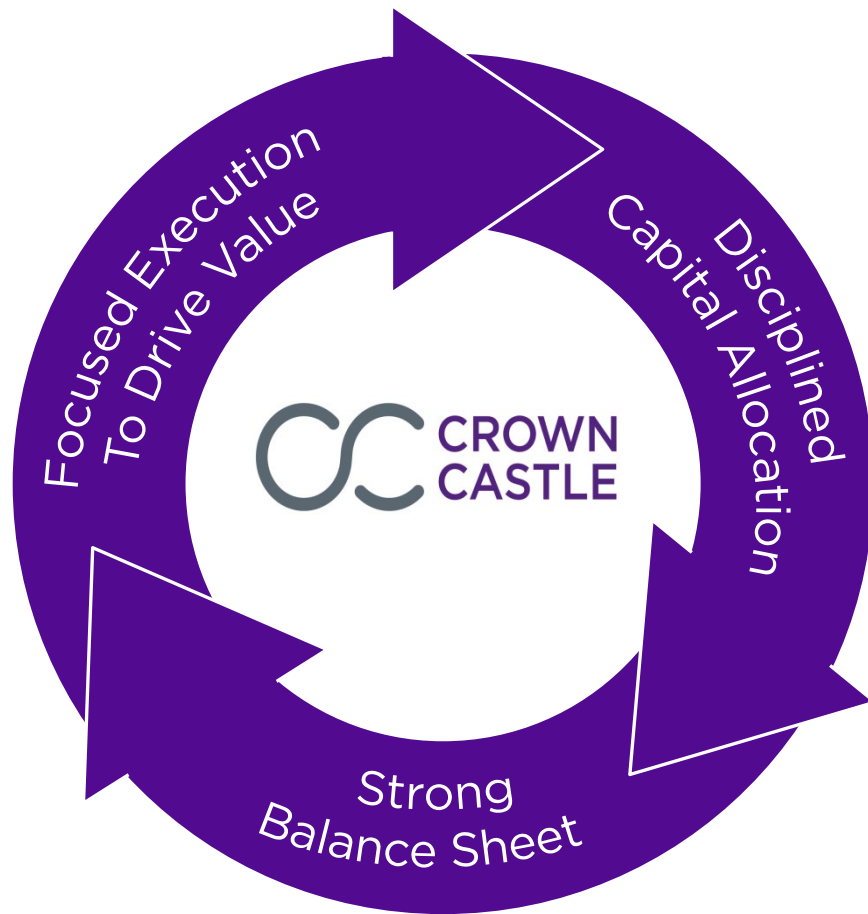 Focused Execution
To Drive Value
Disciplined
Capital Allocation
CROWN
CASTLE
Strong
Balance Sheet